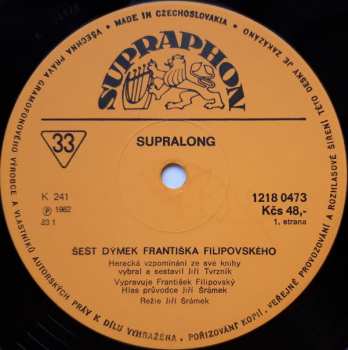 MADE IN CZECHOSLOVAKIA • VŠECHNA PRÁVA GRAMOFONOVÉHO VÝROBCE A VLASTNÍKŮ AUTORSKÝCH PRÁV K DÍLU VYHRAŽENA. POŘIZOVÁNÍ KOPIÍ, VEŘEJNÉ PROVOZOVÁNÍ A ROZHLASOVÉ ŠÍŘENÍ TÉTO DESKY JE ZAKÁZÁNO
SUPRAPHON
33
SUPRALONG
K 241
Ⓟ 1982
23 1
1218 0473
Kčs 48,-
1. strana
ŠEST DÝMEK FRANTIŠKA FILIPOVSKÉHO
Herecká vzpomínání ze své knihy
vybral a sestavil Jiří Tvrzník
Vypravuje František Filipovský
Hlas průvodce Jiří Šrámek
Režie Jiří Šrámek